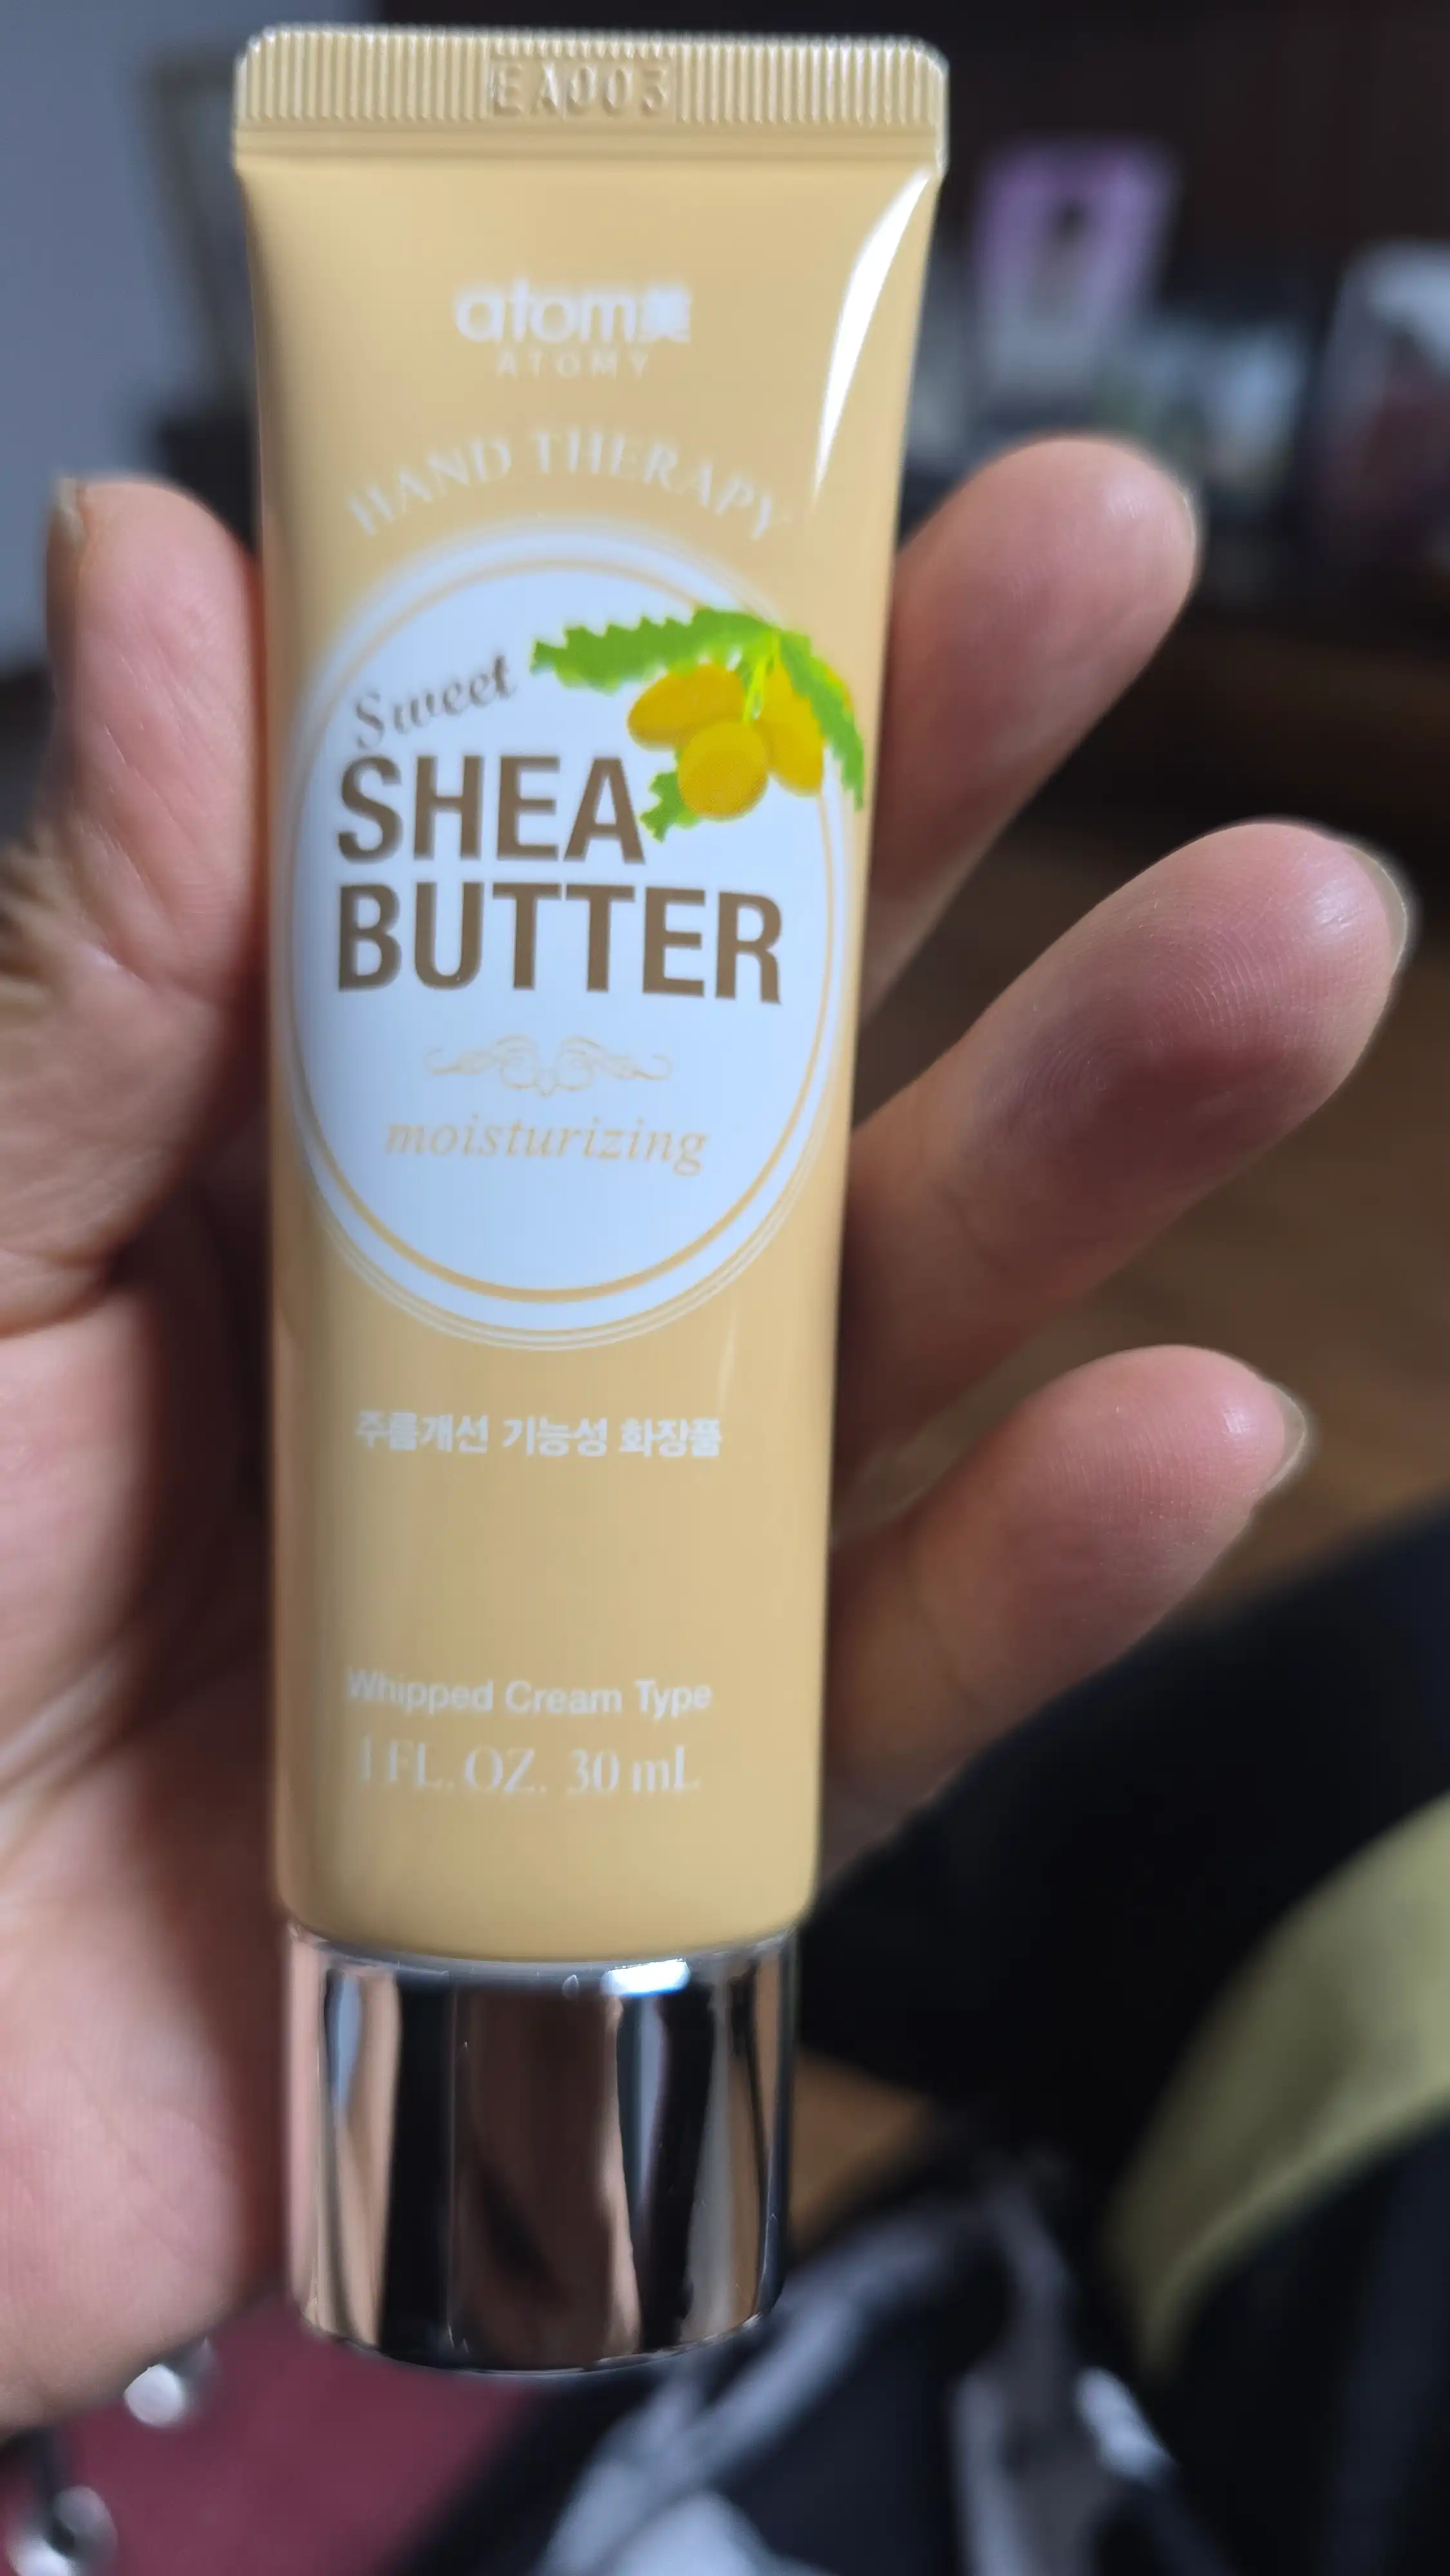 EA003
atom美
ATOMY
HAND THERAPY
Sweet
SHEA
BUTTER
moisturizing
주름개선 기능성 화장품
Whipped Cream Type
1 FL. OZ. 30 mL